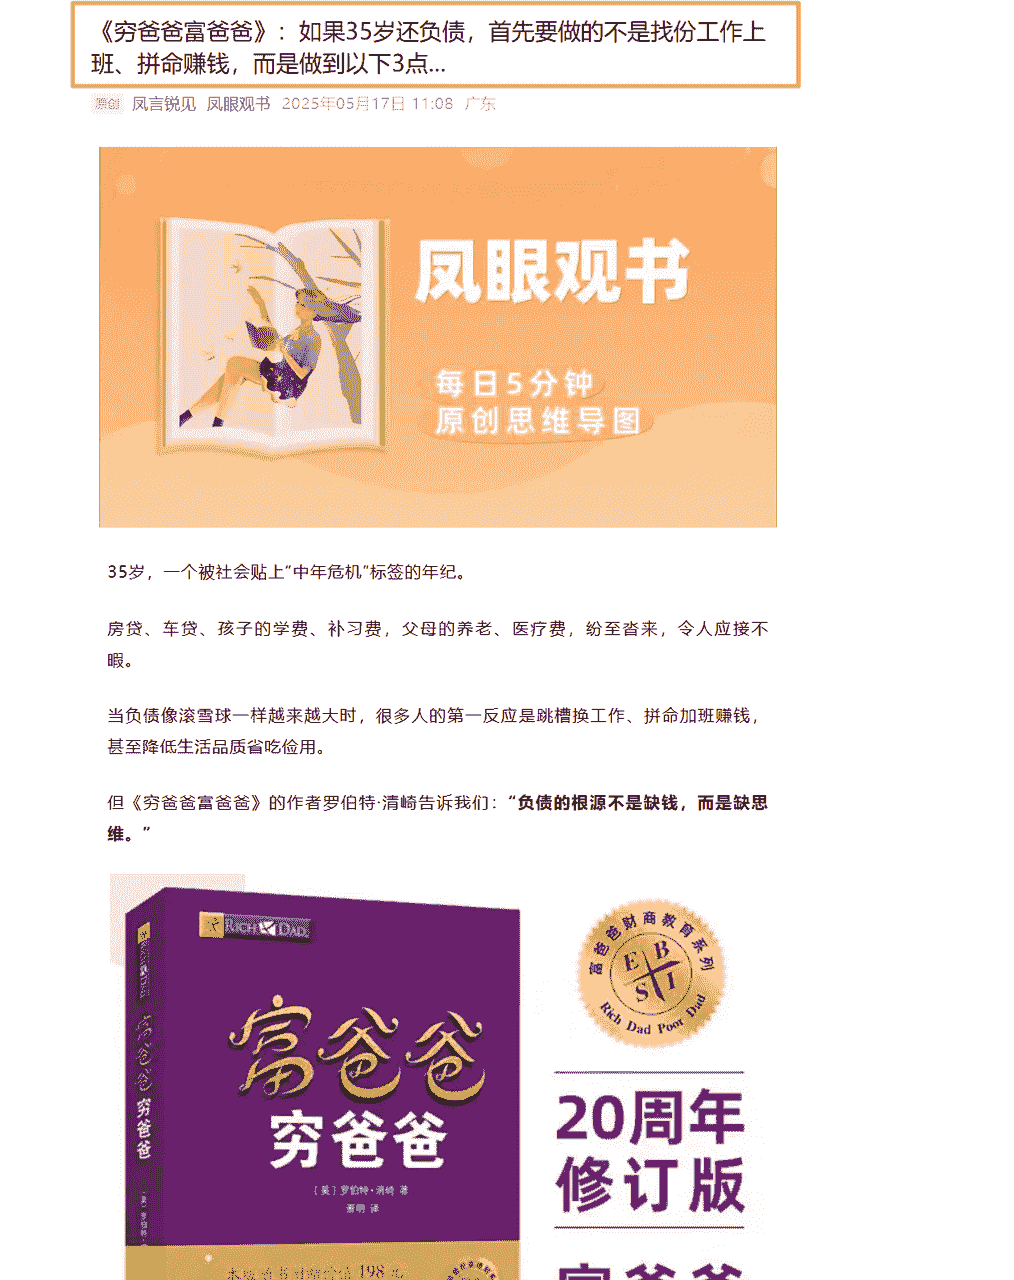 《穷爸爸富爸爸》：如果35岁还负债，首先要做的不是找份工作上
班、拼命赚钱，而是做到以下3点...
原创 凤言锐见 凤眼观书 2025年05月17日 11:08 广东
凤眼观书
每日5分钟
原创思维导图
35岁，一个被社会贴上“中年危机”标签的年纪。
房贷、车贷、孩子的学费、补习费，父母的养老、医疗费，纷至沓来，令人应接不
暇。
当负债像滚雪球一样越来越大时，很多人的第一反应是跳槽换工作、拼命加班赚钱，
甚至降低生活品质省吃俭用。
但《穷爸爸富爸爸》的作者罗伯特·清崎告诉我们：“负债的根源不是缺钱，而是缺思
维。”
RICH DAD
富爸爸
穷爸爸
[美] 罗伯特·清崎 著
萧明 译
富爸爸
穷爸爸
富爸爸财商教育系列
E B
S I
Rich Dad Poor Dad
20周年
修订版
富爸爸